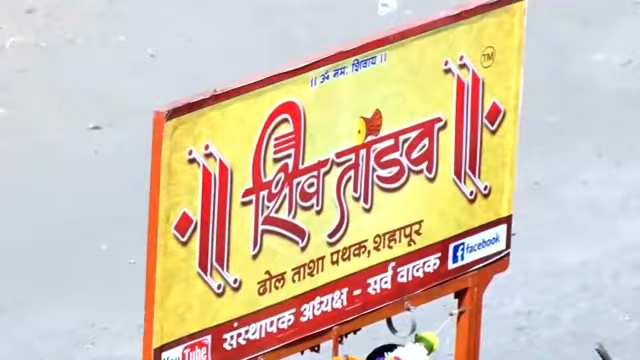 || ॐ नमः शिवाय ||
TM
॥ शिव तांडव ॥
ढोल ताशा पथक,शहापूर
YouTube संस्थापक अध्यक्ष - सर्व वादक facebook